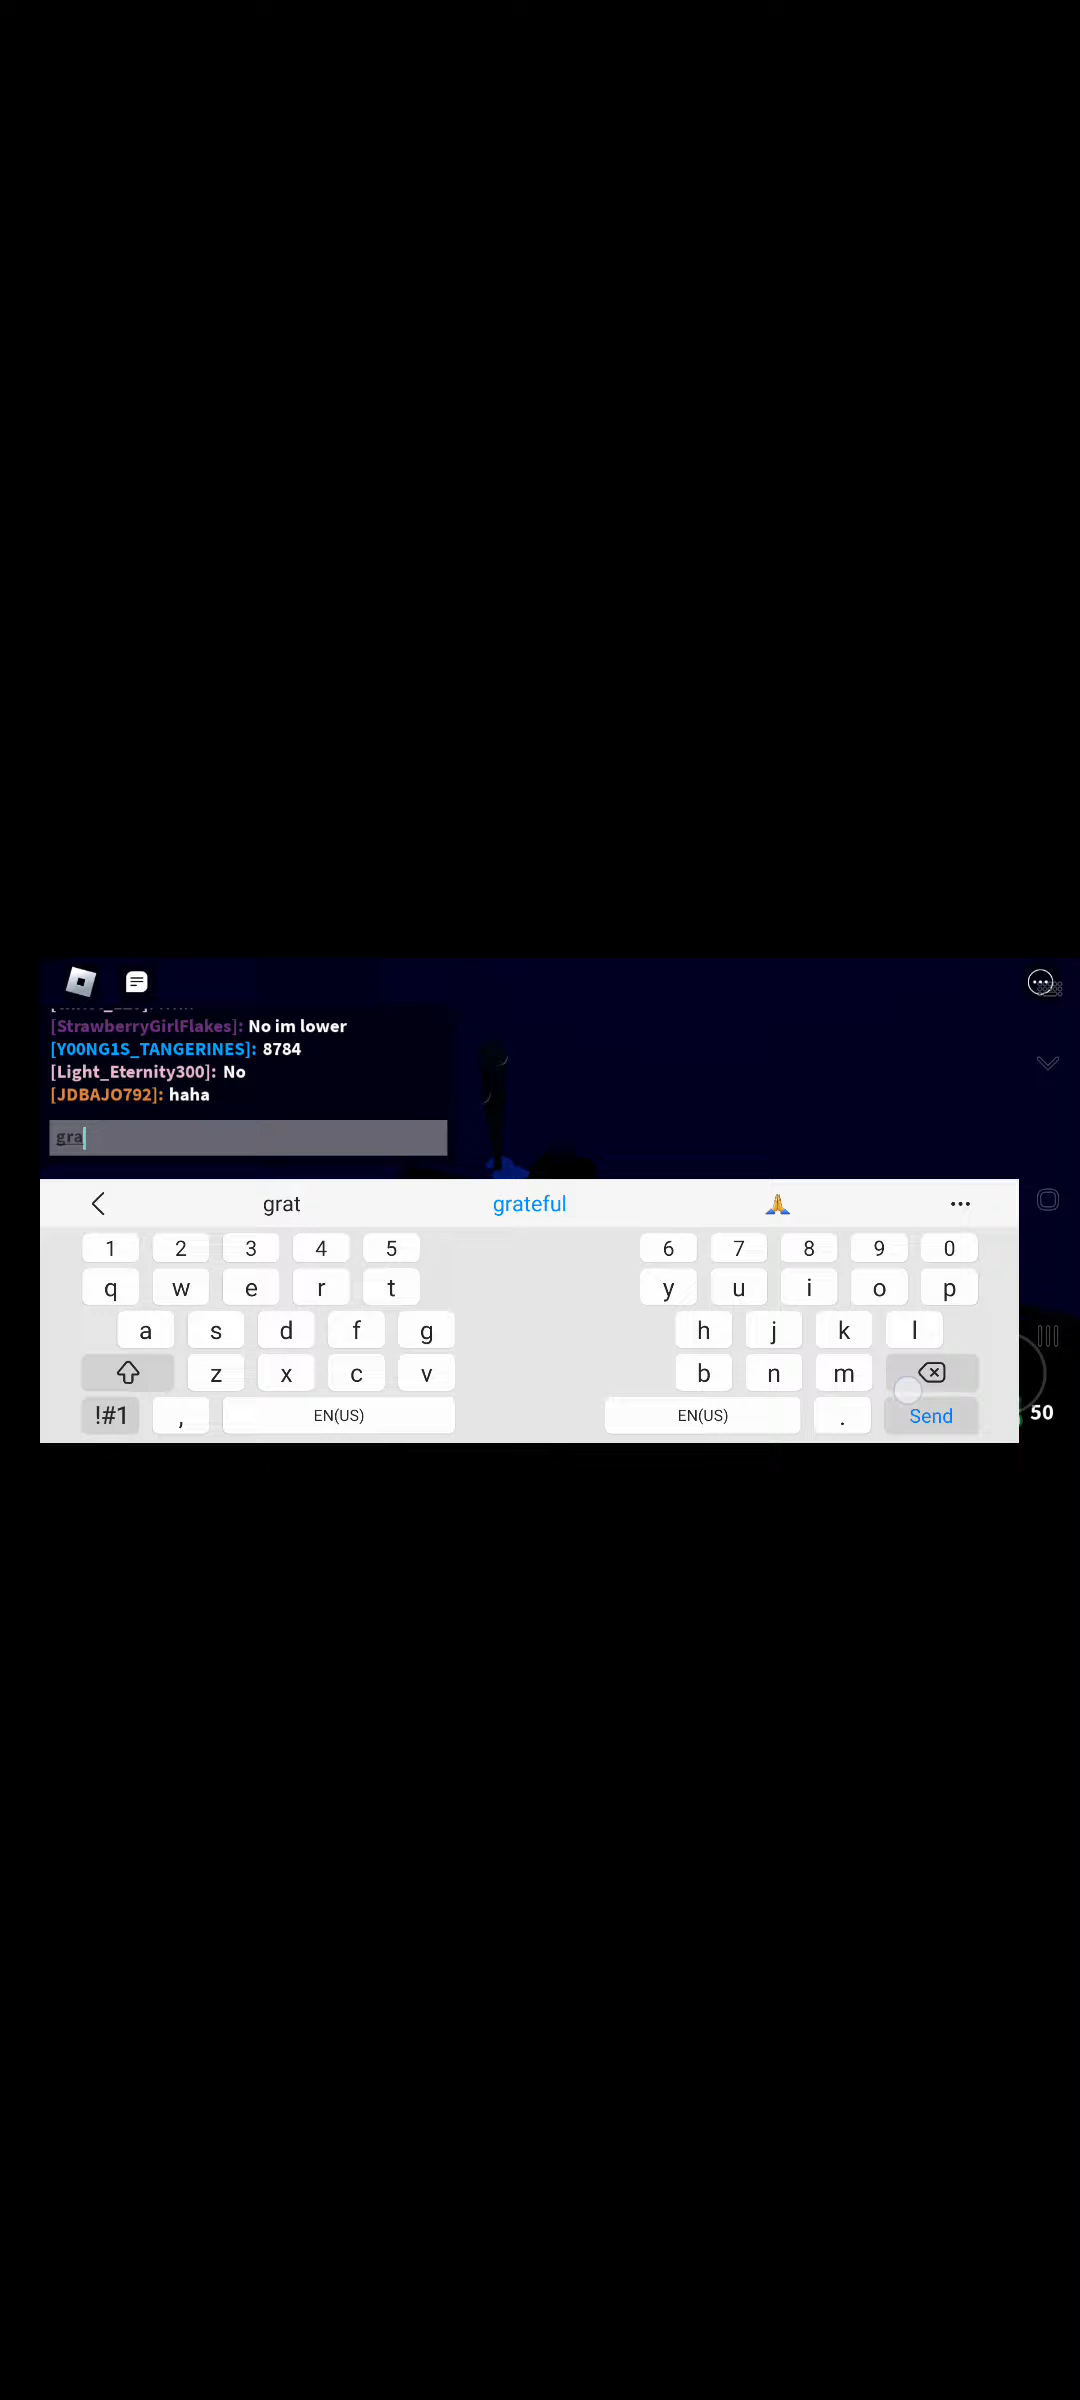 [StrawberryGirlFlakes]: No im lower
[Y00NG1S_TANGERINES]: 8784
[Light_Eternity300]: No
[JDBAJO792]: haha
gra
grat grateful
1 2 3 4 5 6 7 8 9 0
q w e r t y u i o p
a s d f g h j k l
z x c v b n m
!#1 , EN(US) EN(US) . Send
50